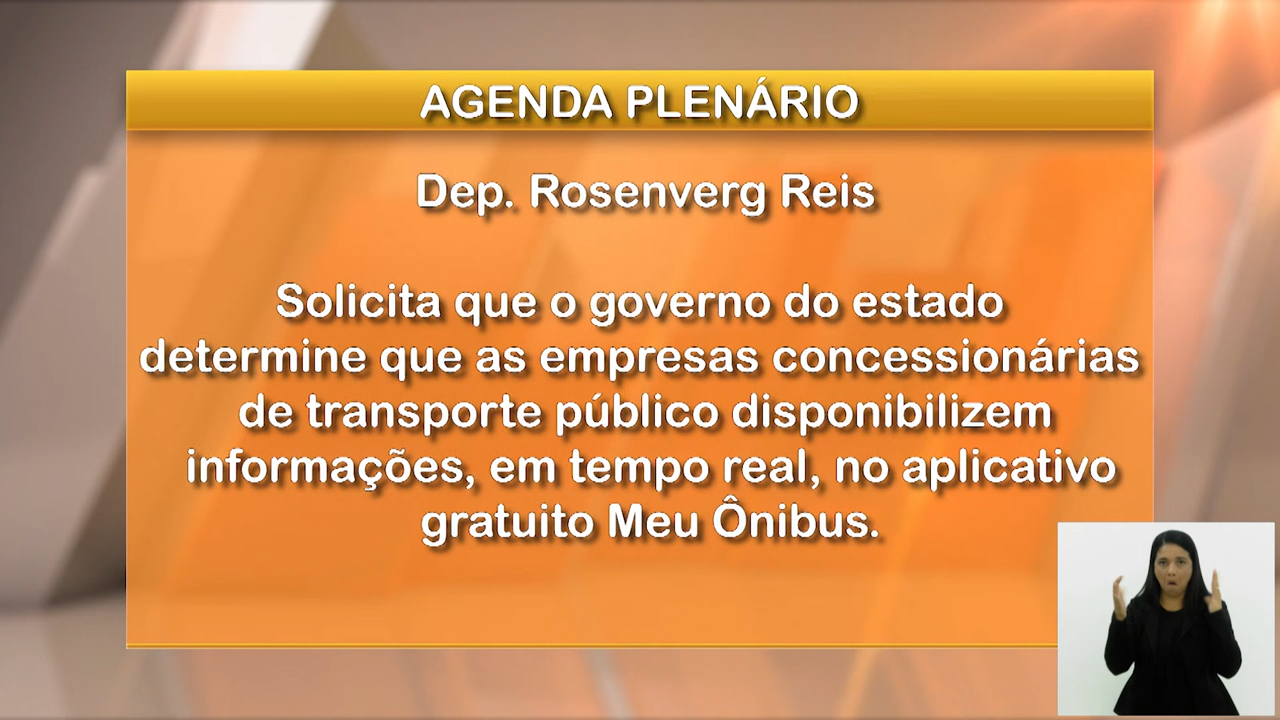 AGENDA PLENÁRIO
Dep. Rosenverg Reis
Solicita que o governo do estado
determine que as empresas concessionárias
de transporte público disponibilizem
informações, em tempo real, no aplicativo
gratuito Meu Ônibus.